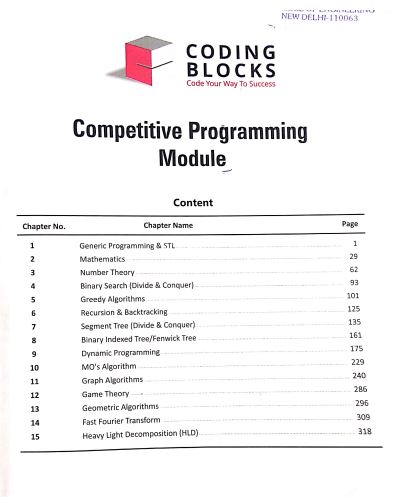 NEW DELHI-110063
CODING
BLOCKS
Code Your Way To Success
Competitive Programming
Module
Content
Chapter No. Chapter Name Page
1 Generic Programming & STL 1
2 Mathematics 29
3 Number Theory 62
4 Binary Search (Divide & Conquer) 93
5 Greedy Algorithms 101
6 Recursion & Backtracking 125
7 Segment Tree (Divide & Conquer) 135
8 Binary Indexed Tree/Fenwick Tree 161
9 Dynamic Programming 175
10 MO's Algorithm 229
11 Graph Algorithms 240
12 Game Theory 286
13 Geometric Algorithms 296
14 Fast Fourier Transform 309
15 Heavy Light Decomposition (HLD) 318